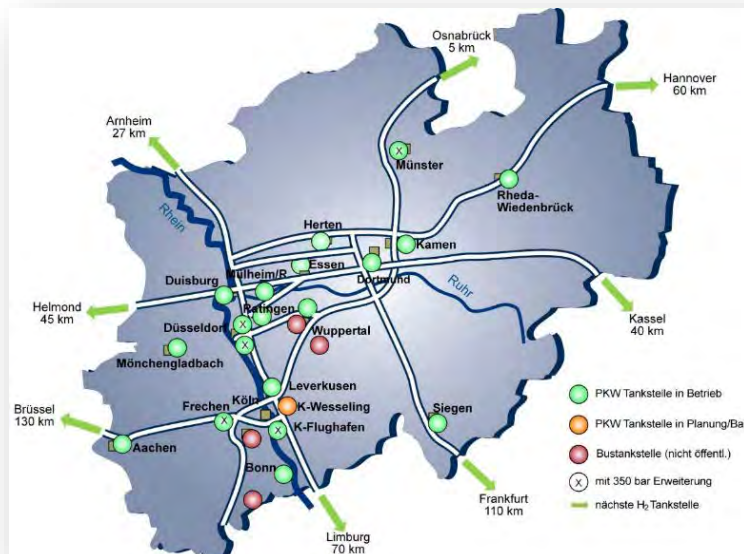 Osnabrück
5 km
Hannover
60 km
Arnheim
27 km
Münster
Rheda-
Wiedenbrück
Rhein
Herten
Kamen
Essen
Dortmund
Mülheim/R
Duisburg
Ruhr
Helmond
45 km
Ratingen
Düsseldorf
Wuppertal
Kassel
40 km
Mönchengladbach
Leverkusen
Köln
K-Wesseling
Brüssel
130 km
Frechen
K-Flughafen
Siegen
Aachen
Bonn
Frankfurt
110 km
Limburg
70 km
PKW Tankstelle in Betrieb
PKW Tankstelle in Planung/Ba
Bustankstelle (nicht öffentl.)
X mit 350 bar Erweiterung
nächste H₂ Tankstelle